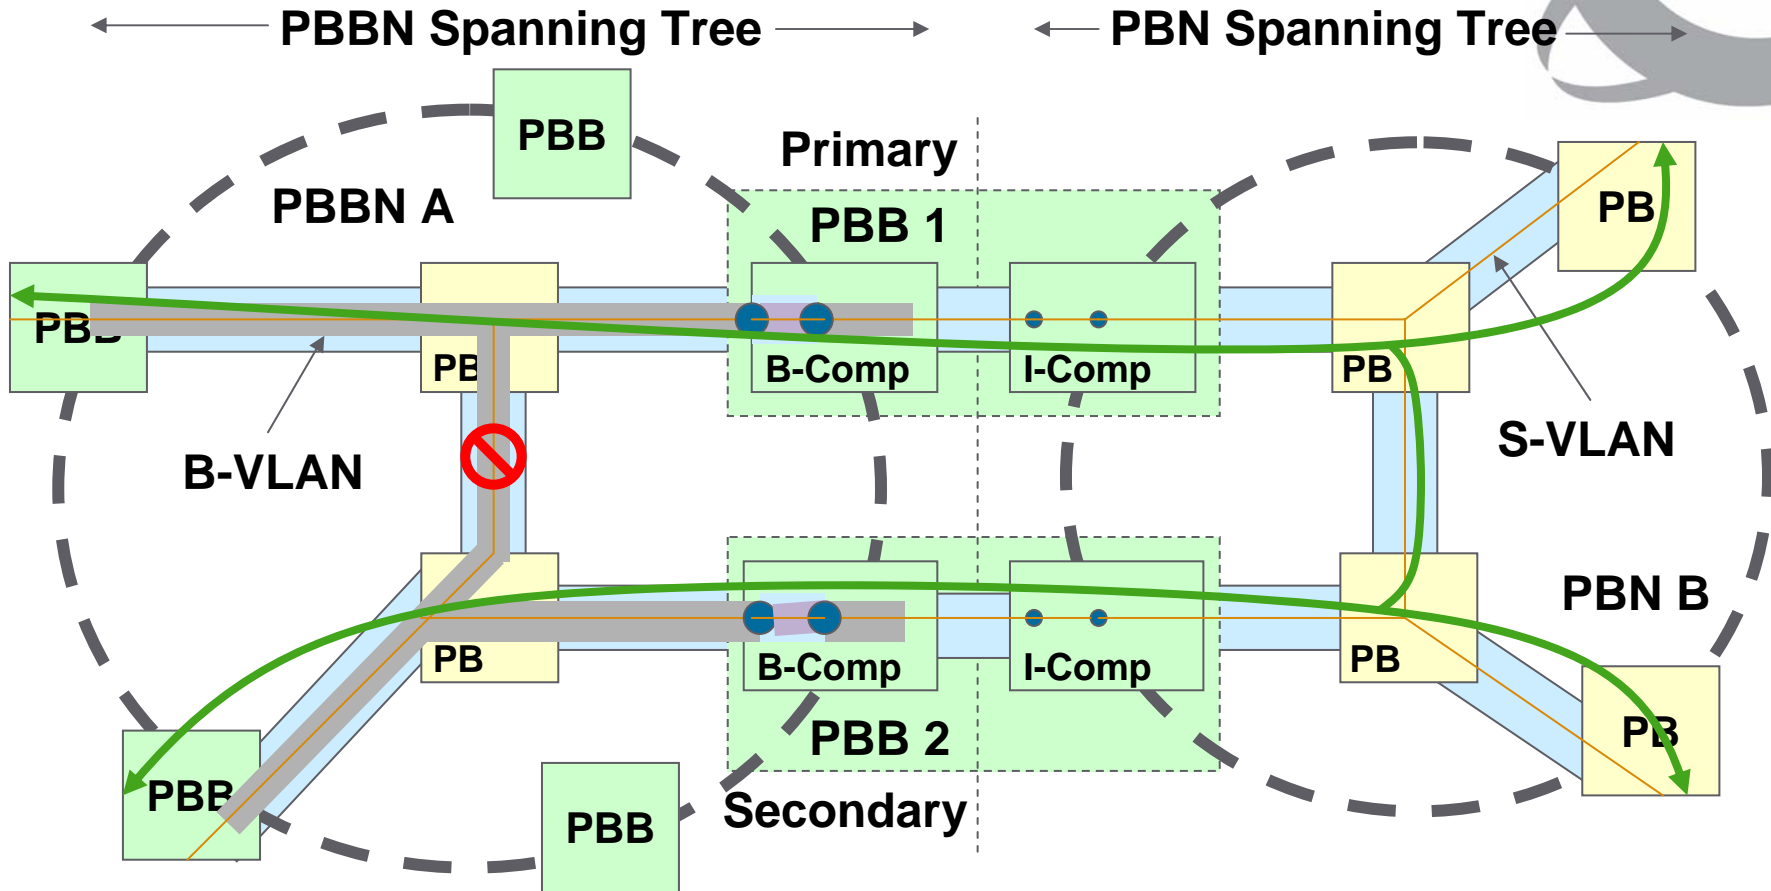 PBBN Spanning Tree
PBN Spanning Tree
PBB
Primary
PBBN A
PBB 1
PB
PBB
PB
B-Comp
I-Comp
PB
B-VLAN
S-VLAN
PBN B
PB
B-Comp
I-Comp
PB
PBB 2
PB
PBB
Secondary
PBB